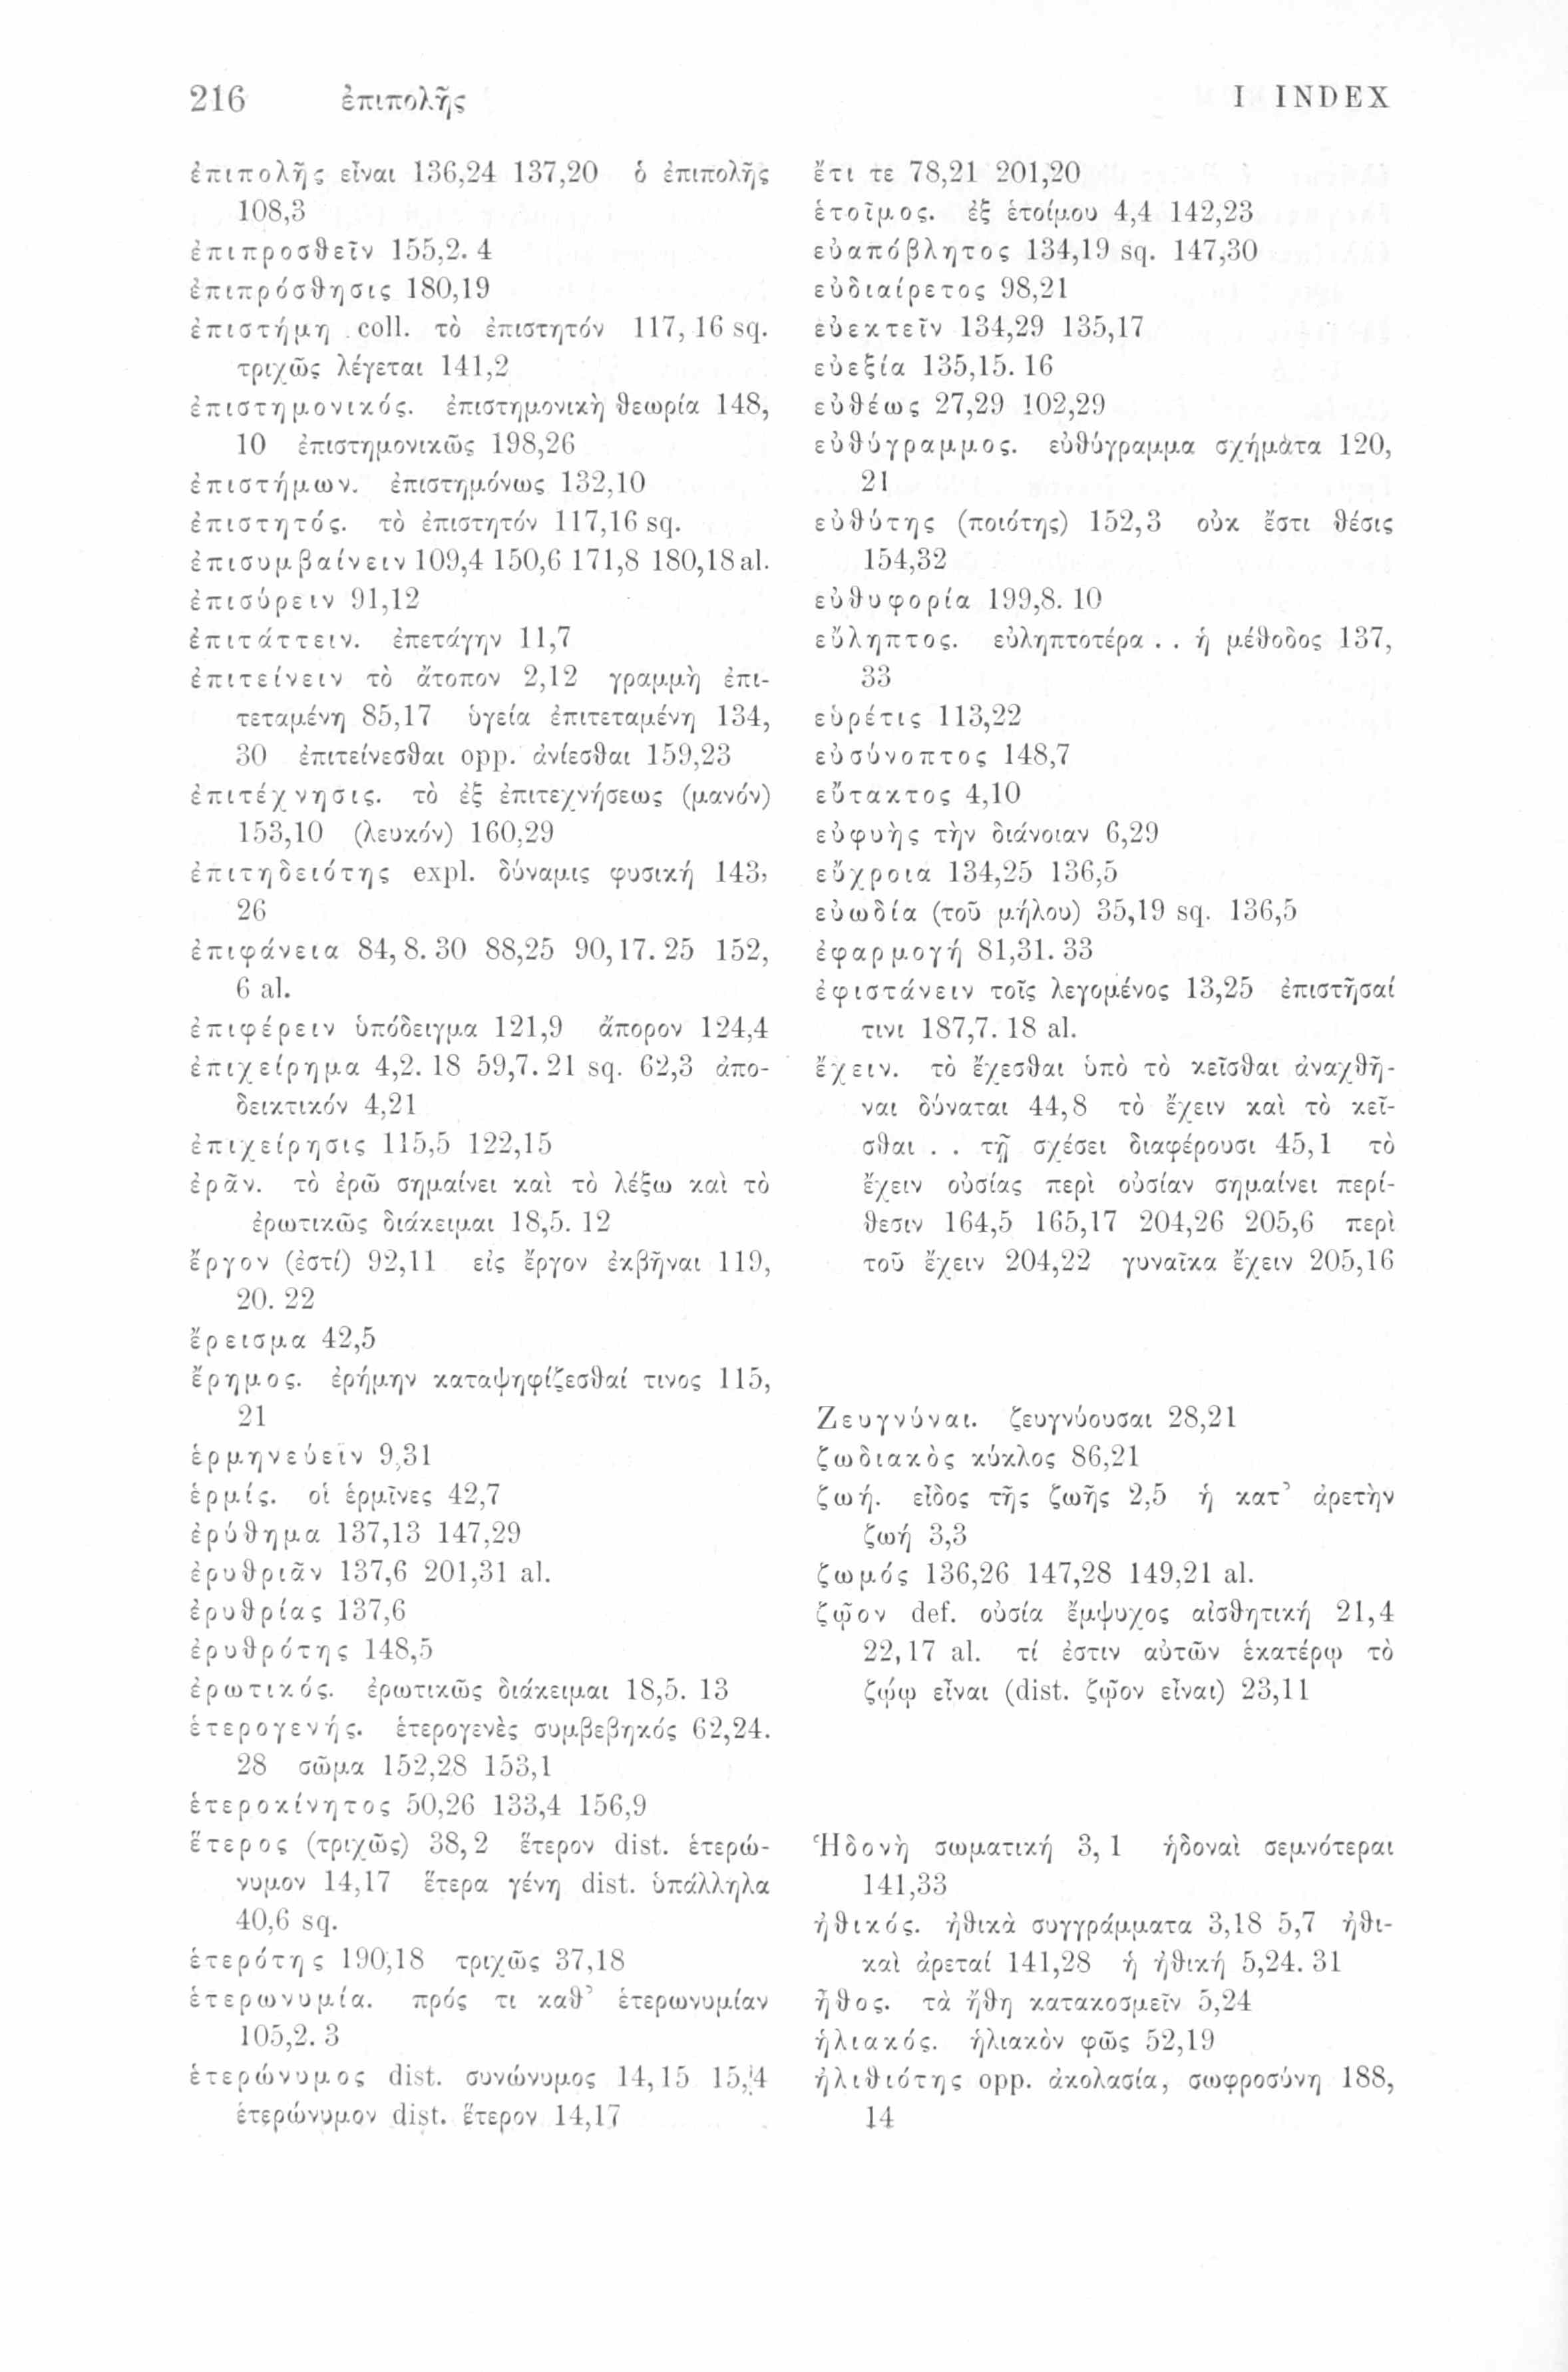 216 ἐπιπολῆς I INDEX
ἐπιπολῆς εἶναι 136,24 137,20 ὁ ἐπιπολῆς
108,3
ἐπιπροσθεῖν 155,2. 4
ἐπιπρόσθησις 180,19
ἐπιστήμη coll. τὸ ἐπιστητόν 117, 16 sq.
τριχῶς λέγεται 141,2
ἐπιστημονικός. ἐπιστημονικὴ θεωρία 148,
10 ἐπιστημονικῶς 198,26
ἐπιστήμων. ἐπιστημόνως 132,10
ἐπιστητός. τὸ ἐπιστητόν 117,16 sq.
ἐπισυμβαίνειν 109,4 150,6 171,8 180,18 al.
ἐπισύρειν 91,12
ἐπιτάττειν. ἐπετάγην 11,7
ἐπιτείνειν τὸ ἄτοπον 2,12 γραμμὴ ἐπι-
τεταμένη 85,17 ὑγεία ἐπιτεταμένη 134,
30 ἐπιτείνεσθαι opp. ἀνίεσθαι 159,23
ἐπιτέχνησις. τὸ ἐξ ἐπιτεχνήσεως (μανόν)
153,10 (λευκόν) 160,29
ἐπιτηδειότης expl. δύναμις φυσική 143,
26
ἐπιφάνεια 84, 8. 30 88,25 90, 17. 25 152,
6 al.
ἐπιφέρειν ὑπόδειγμα 121,9 ἄπορον 124,4
ἐπιχείρημα 4,2. 18 59,7. 21 sq. 62,3 ἀπο-
δεικτικόν 4,21
ἐπιχείρησις 115,5 122,15
ἐρᾶν. τὸ ἐρῶ σημαίνει καὶ τὸ λέξω καὶ τὸ
ἐρωτικῶς διάκειμαι 18,5. 12
ἔργον (ἐστί) 92,11 εἰς ἔργον ἐκβῆναι 119,
20. 22
ἔρεισμα 42,5
ἔρημος. ἐρήμην καταψηφίζεσθαί τινος 115,
21
ἑρμηνεύειν 9,31
ἑρμίς. οἱ ἑρμῖνες 42,7
ἐρύθημα 137,13 147,29
ἐρυθριᾶν 137,6 201,31 al.
ἐρυθρίας 137,6
ἐρυθρότης 148,5
ἐρωτικός. ἐρωτικῶς διάκειμαι 18,5. 13
ἑτερογενής. ἑτερογενὲς συμβεβηκός 62,24.
28 σῶμα 152,28 153,1
ἑτεροκίνητος 50,26 133,4 156,9
ἕτερος (τριχῶς) 38, 2 ἕτερον dist. ἑτερώ-
νυμον 14,17 ἕτερα γένη dist. ὑπάλληλα
40,6 sq.
ἑτερότης 190,18 τριχῶς 37,18
ἑτερωνυμία. πρός τι καθ’ ἑτερωνυμίαν
105,2. 3
ἑτερώνυμος dist. συνώνυμος 14, 15 15,4
ἑτερώνυμον dist. ἕτερον 14,17
ἔτι τε 78,21 201,20
ἑτοῖμος. ἐξ ἑτοίμου 4,4 142,23
εὐαπόβλητος 134,19 sq. 147,30
εὐδιαίρετος 98,21
εὐεκτεῖν 134,29 135,17
εὐεξία 135,15. 16
εὐθέως 27,29 102,29
εὐθύγραμμος. εὐθύγραμμα σχήματα 120,
21
εὐθύτης (ποιότης) 152,3 οὐκ ἔστι θέσις
154,32
εὐθυφορία 199,8. 10
εὔληπτος. εὐληπτοτέρα . . ἡ μέθοδος 137,
33
εὑρέτις 113,22
εὐσύνοπτος 148,7
εὔτακτος 4,10
εὐφυὴς τὴν διάνοιαν 6,29
εὔχροια 134,25 136,5
εὐωδία (τοῦ μήλου) 35,19 sq. 136,5
ἐφαρμογή 81,31. 33
ἐφιστάνειν τοῖς λεγομένος 13,25 ἐπιστῆσαί
τινι 187,7. 18 al.
ἔχειν. τὸ ἔχεσθαι ὑπὸ τὸ κεῖσθαι ἀναχθῆ-
ναι δύναται 44,8 τὸ ἔχειν καὶ τὸ κεῖ-
σθαι . . τῇ σχέσει διαφέρουσι 45,1 τὸ
ἔχειν οὐσίας περὶ οὐσίαν σημαίνει περί-
θεσιν 164,5 165,17 204,26 205,6 περὶ
τοῦ ἔχειν 204,22 γυναῖκα ἔχειν 205,16
Ζευγνύναι. ζευγνύουσαι 28,21
ζωδιακὸς κύκλος 86,21
ζωή. εἶδος τῆς ζωῆς 2,5 ἡ κατ’ ἀρετὴν
ζωή 3,3
ζωμός 136,26 147,28 149,21 al.
ζῷον def. οὐσία ἔμψυχος αἰσθητική 21,4
22,17 al. τί ἐστιν αὐτῶν ἑκατέρῳ τὸ
ζῴῳ εἶναι (dist. ζῷον εἶναι) 23,11
Ἡδονὴ σωματική 3, 1 ἡδοναὶ σεμνότεραι
141,33
ἠθικός. ἠθικὰ συγγράμματα 3,18 5,7 ἠθι-
καὶ ἀρεταί 141,28 ἡ ἠθική 5,24. 31
ἦθος. τὰ ἤθη κατακοσμεῖν 5,24
ἡλιακός. ἡλιακὸν φῶς 52,19
ἠλιθιότης opp. ἀκολασία, σωφροσύνη 188,
14